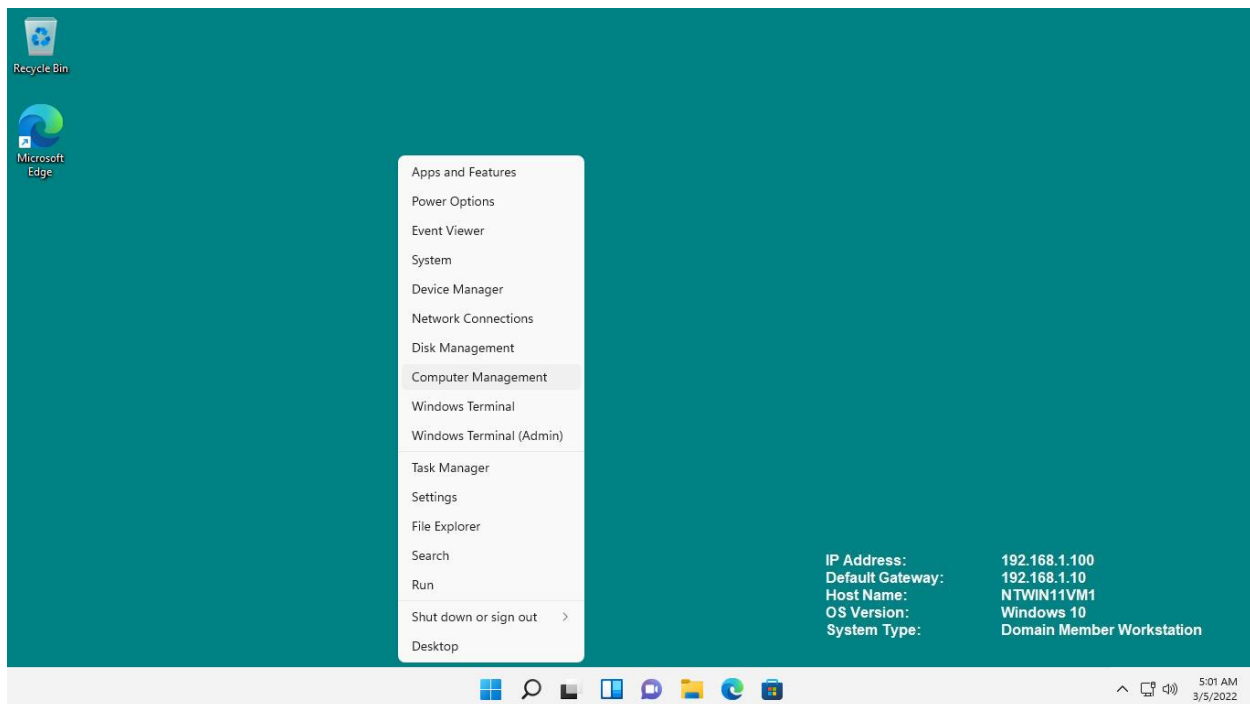 Recycle Bin
Microsoft
Edge
Apps and Features
Power Options
Event Viewer
System
Device Manager
Network Connections
Disk Management
Computer Management
Windows Terminal
Windows Terminal (Admin)
Task Manager
Settings
File Explorer
Search
Run
Shut down or sign out
Desktop
IP Address: 192.168.1.100
Default Gateway: 192.168.1.10
Host Name: NTWIN11VM1
OS Version: Windows 10
System Type: Domain Member Workstation
5:01 AM
3/5/2022